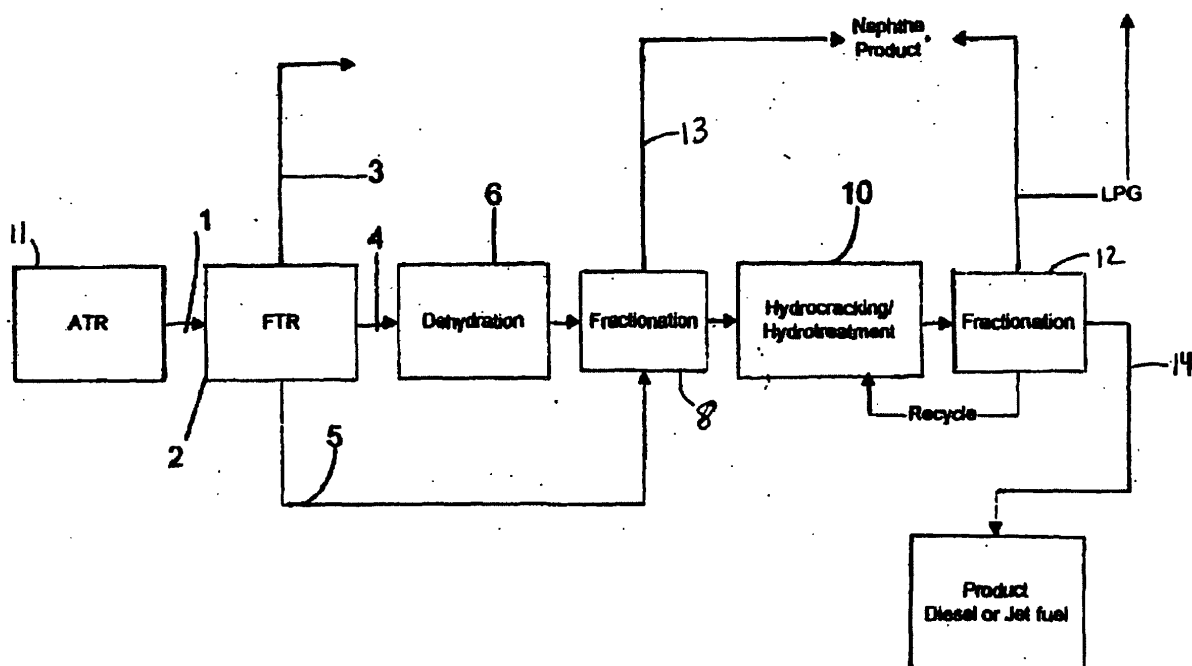 Naphtha
Product
13
3
LPG
11
1
4
6
10
12
ATR
FTR
Dehydration
Fractionation
Hydrocracking/
Hydrotreatment
Fractionation
14
2
5
8
Recycle
Product
Diesel or Jet fuel